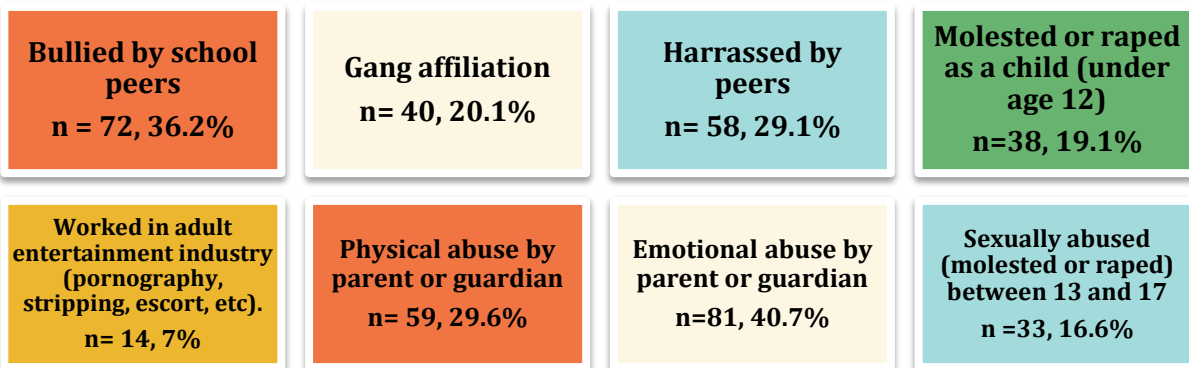 Bullied by school
peers
n = 72, 36.2%
Gang affiliation
n= 40, 20.1%
Harrassed by
peers
n= 58, 29.1%
Molested or raped
as a child (under
age 12)
n=38, 19.1%
Worked in adult
entertainment industry
(pornography,
stripping, escort, etc).
n= 14, 7%
Physical abuse by
parent or guardian
n= 59, 29.6%
Emotional abuse by
parent or guardian
n=81, 40.7%
Sexually abused
(molested or raped)
between 13 and 17
n =33, 16.6%